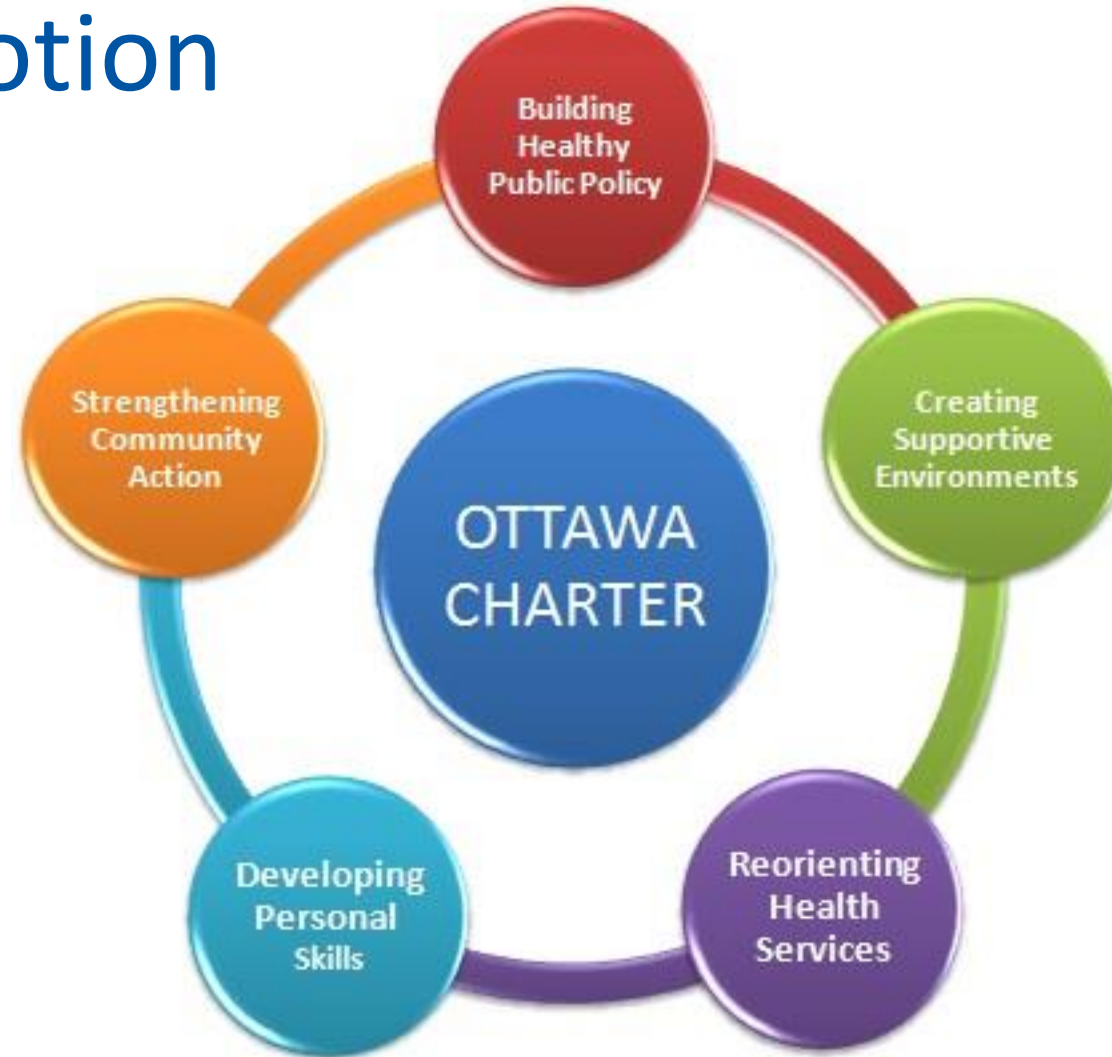 otion
Building
Healthy
Public Policy
Creating
Supportive
Environments
Reorienting
Health
Services
Developing
Personal
Skills
Strengthening
Community
Action
OTTAWA
CHARTER